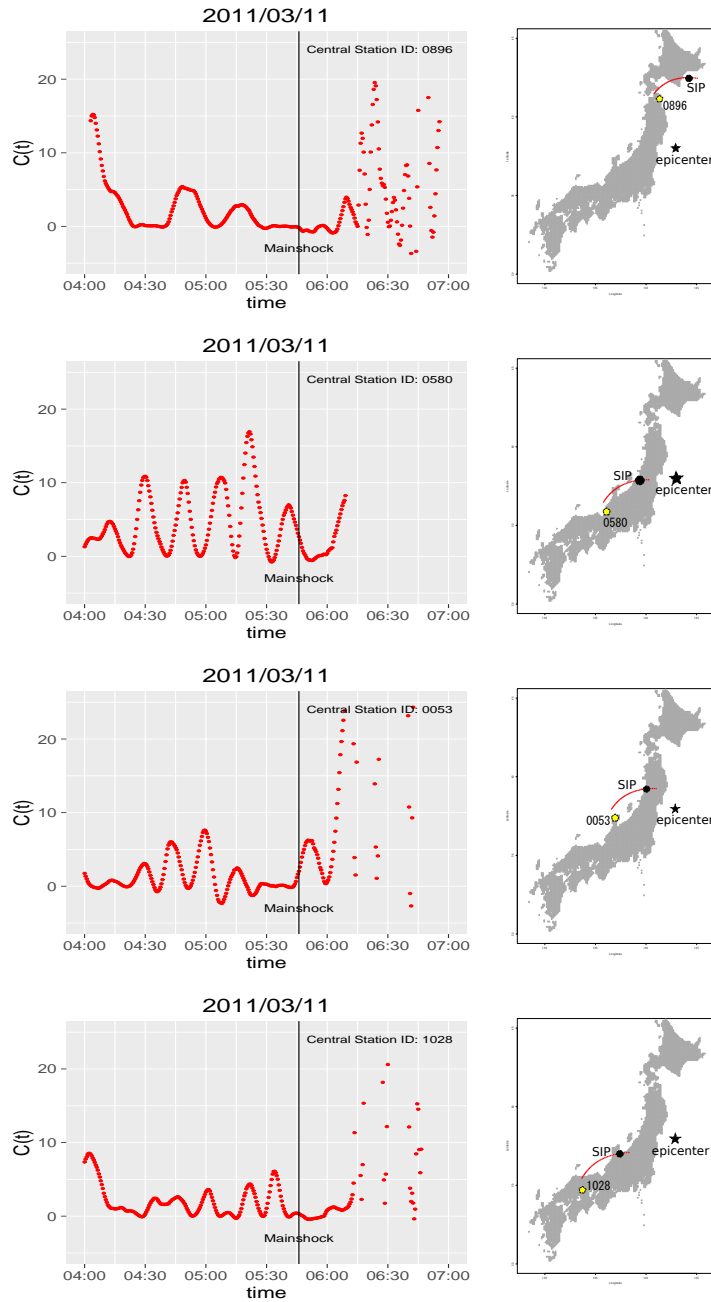 2011/03/11
Central Station ID: 0896
20
10
0
C(t)
Mainshock
04:00 04:30 05:00 05:30 06:00 06:30 07:00
time
SIP
0896
epicenter
2011/03/11
Central Station ID: 0580
20
10
0
C(t)
Mainshock
04:00 04:30 05:00 05:30 06:00 06:30 07:00
time
SIP
epicenter
0580
2011/03/11
Central Station ID: 0053
20
10
0
C(t)
Mainshock
04:00 04:30 05:00 05:30 06:00 06:30 07:00
time
SIP
0053
epicenter
2011/03/11
Central Station ID: 1028
20
10
0
C(t)
Mainshock
04:00 04:30 05:00 05:30 06:00 06:30 07:00
time
SIP
epicenter
1028